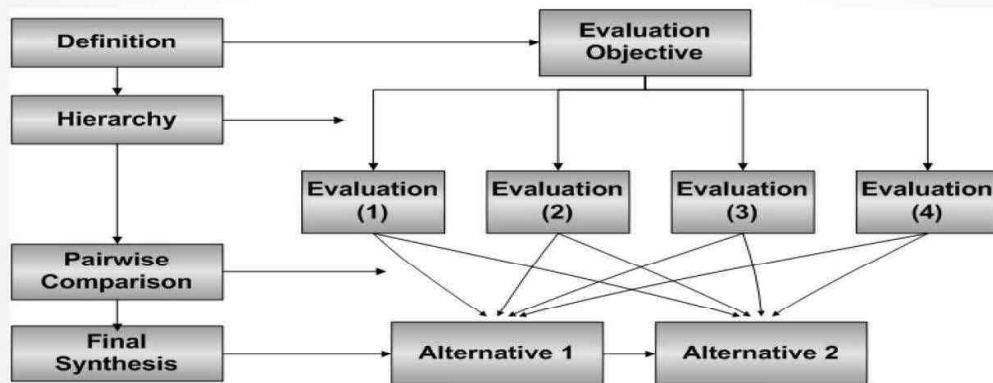 Definition
Evaluation
Objective
Hierarchy
Evaluation
(1)
Evaluation
(2)
Evaluation
(3)
Evaluation
(4)
Pairwise
Comparison
Final
Synthesis
Alternative 1
Alternative 2